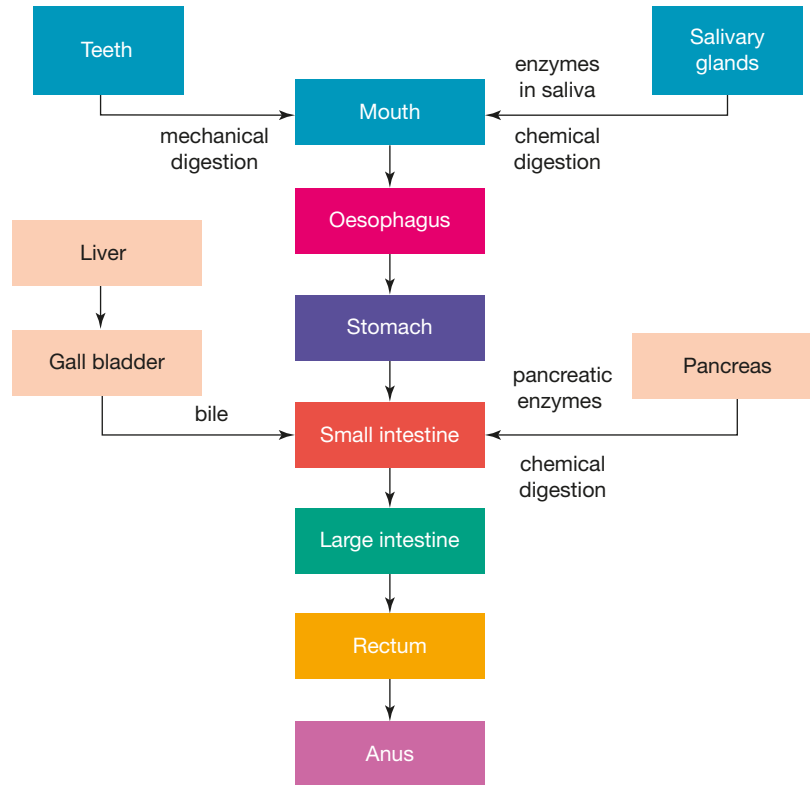 Teeth
Salivary
glands
enzymes
in saliva
Mouth
mechanical
digestion
chemical
digestion
Oesophagus
Liver
Stomach
Gall bladder
Pancreas
pancreatic
enzymes
bile
Small intestine
chemical
digestion
Large intestine
Rectum
Anus